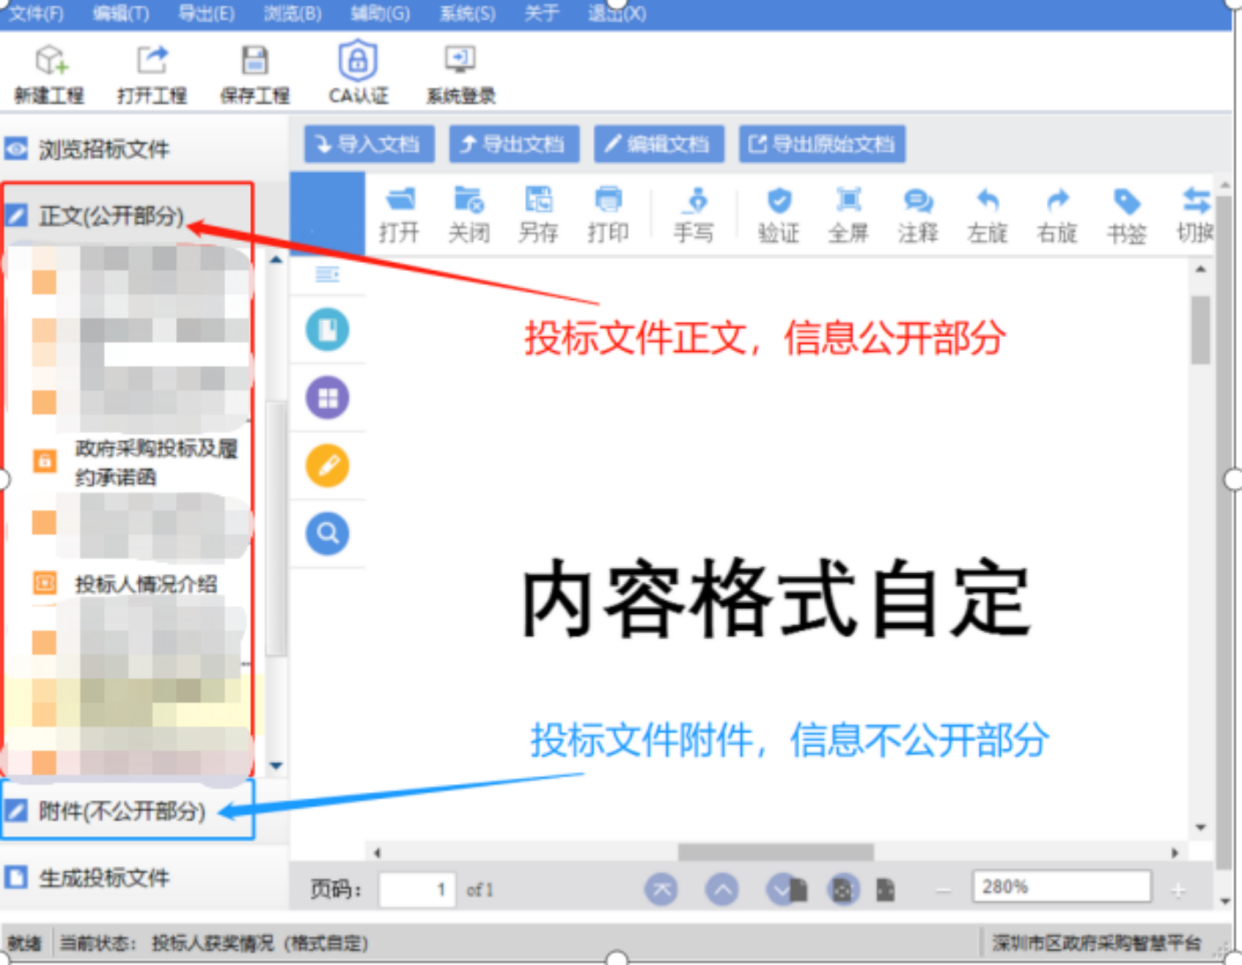 文件(F) 编辑(T) 导出(E) 浏览(B) 辅助(G) 系统(S) 关于 退出(X)
新建工程 打开工程 保存工程 CA认证 系统登录
浏览招标文件
导入文档 导出文档 编辑文档 导出原始文档
正文(公开部分)
打开 关闭 另存 打印 手写 验证 全屏 注释 左旋 右旋 书签 切换
投标文件正文，信息公开部分
政府采购投标及履
约承诺函
投标人情况介绍
内容格式自定
投标文件附件，信息不公开部分
附件(不公开部分)
生成投标文件
页码： 1 of 1 280%
就绪 当前状态： 投标人获奖情况（格式自定） 深圳市区政府采购智慧平台